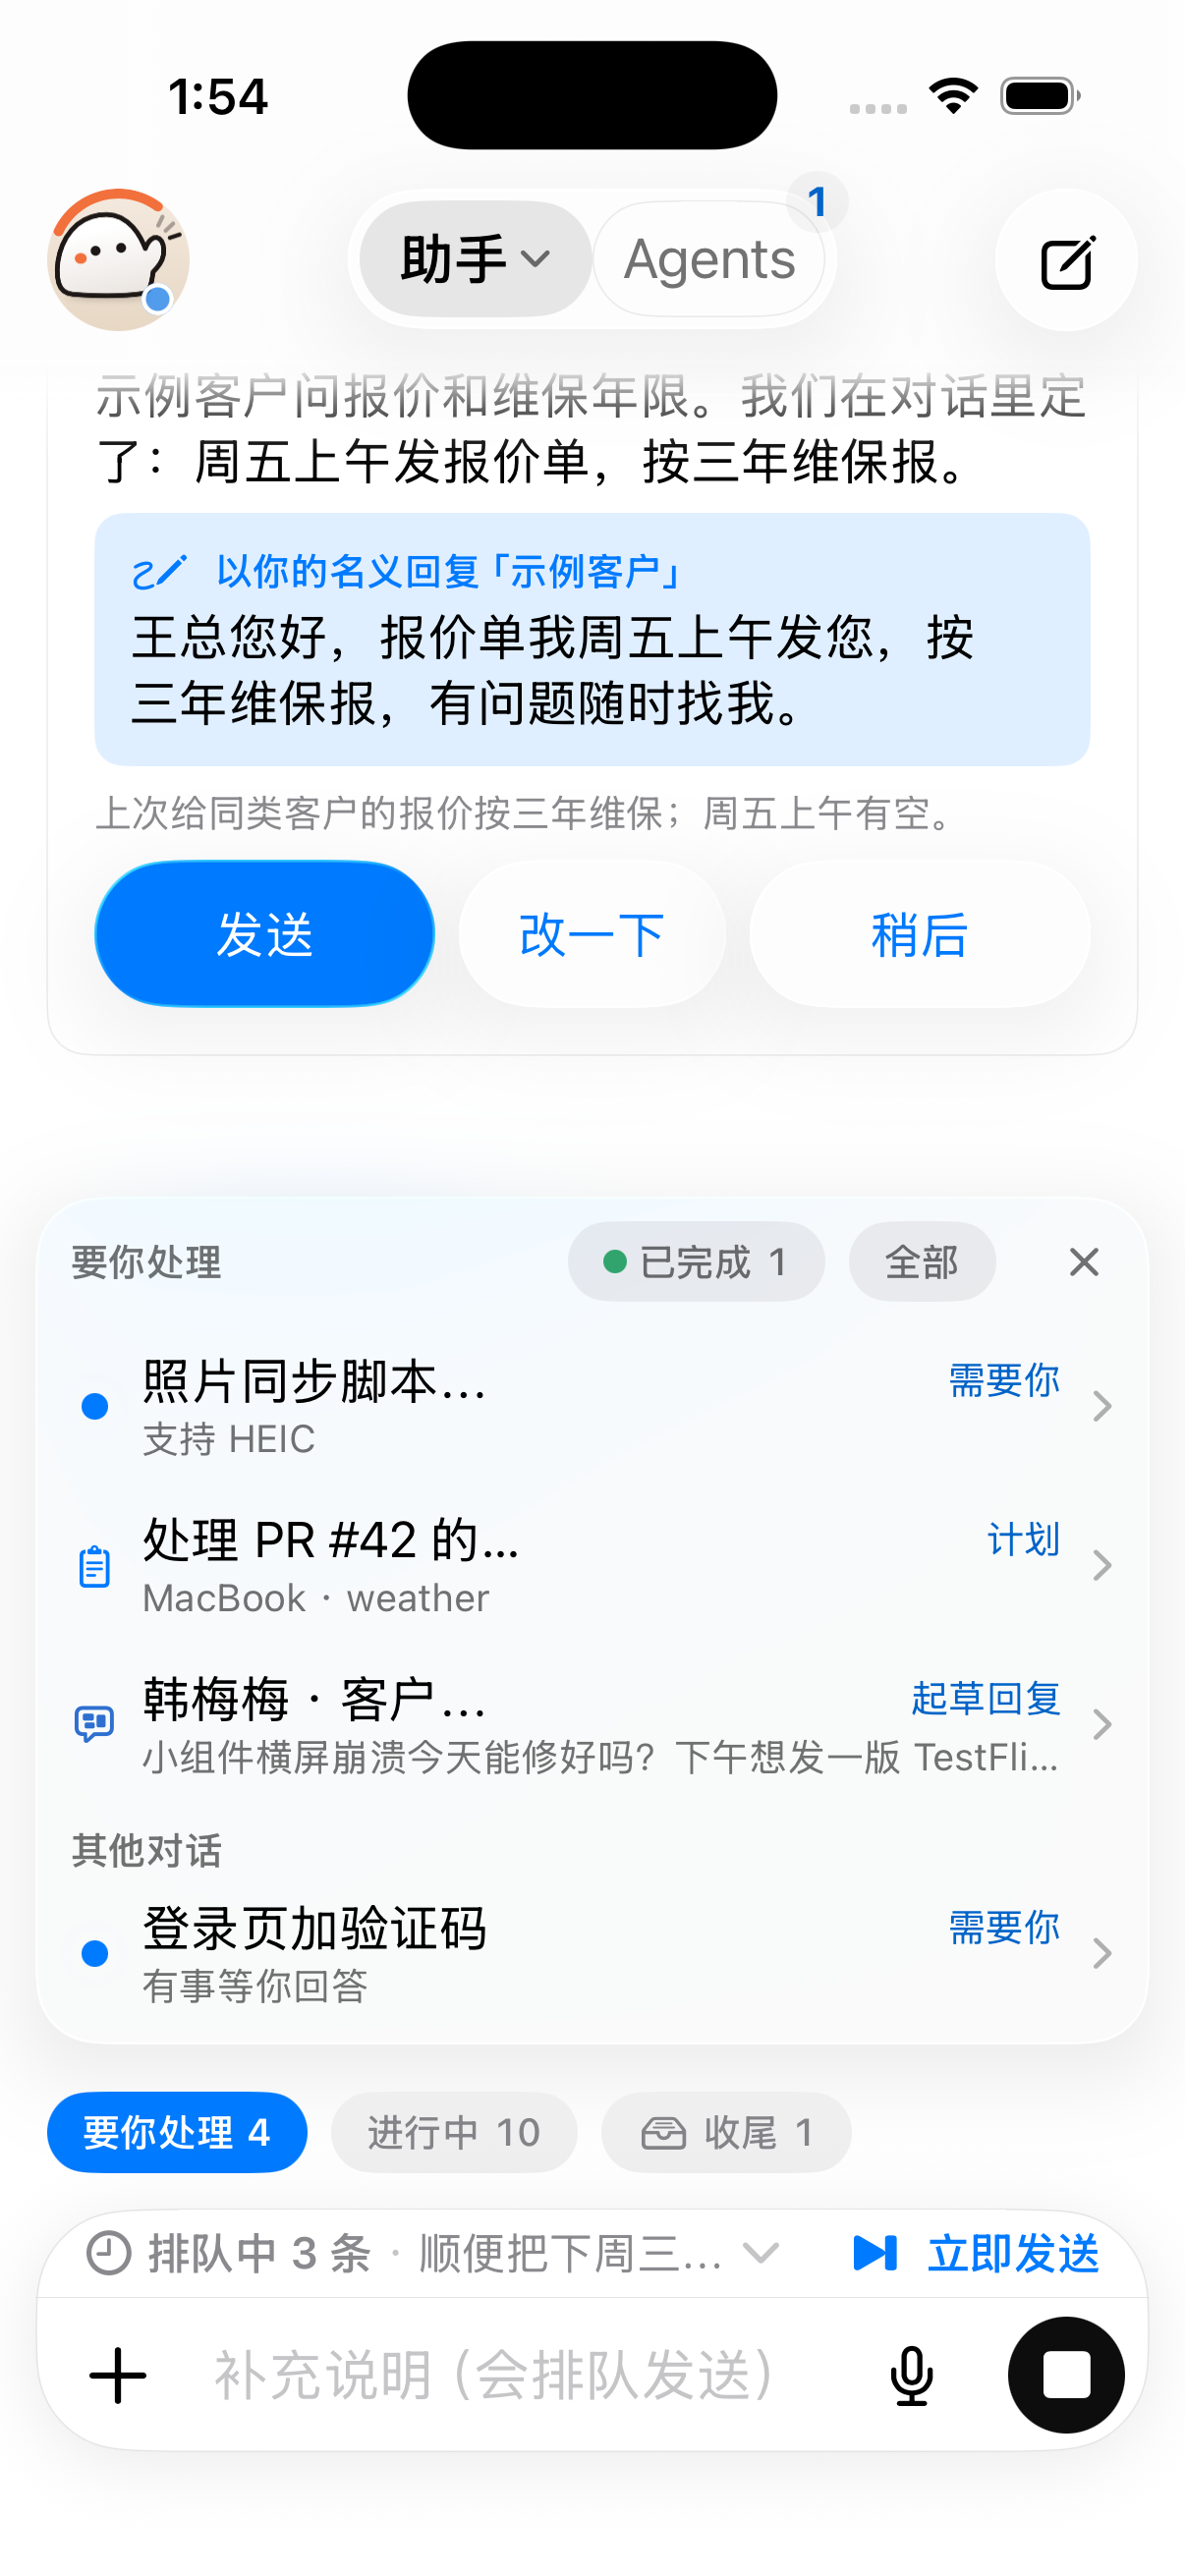 1:54
助手
Agents
1
示例客户问报价和维保年限。我们在对话里定
了：周五上午发报价单，按三年维保报。
以你的名义回复「示例客户」
王总您好，报价单我周五上午发您，按
三年维保报，有问题随时找我。
上次给同类客户的报价按三年维保；周五上午有空。
发送
改一下
稍后
要你处理
已完成 1
全部
照片同步脚本...
需要你
支持 HEIC
处理 PR #42 的...
计划
MacBook · weather
韩梅梅 · 客户...
起草回复
小组件横屏崩溃今天能修好吗？下午想发一版 TestFli...
其他对话
登录页加验证码
需要你
有事等你回答
要你处理 4
进行中 10
收尾 1
排队中 3 条 · 顺便把下周三...
立即发送
补充说明（会排队发送）